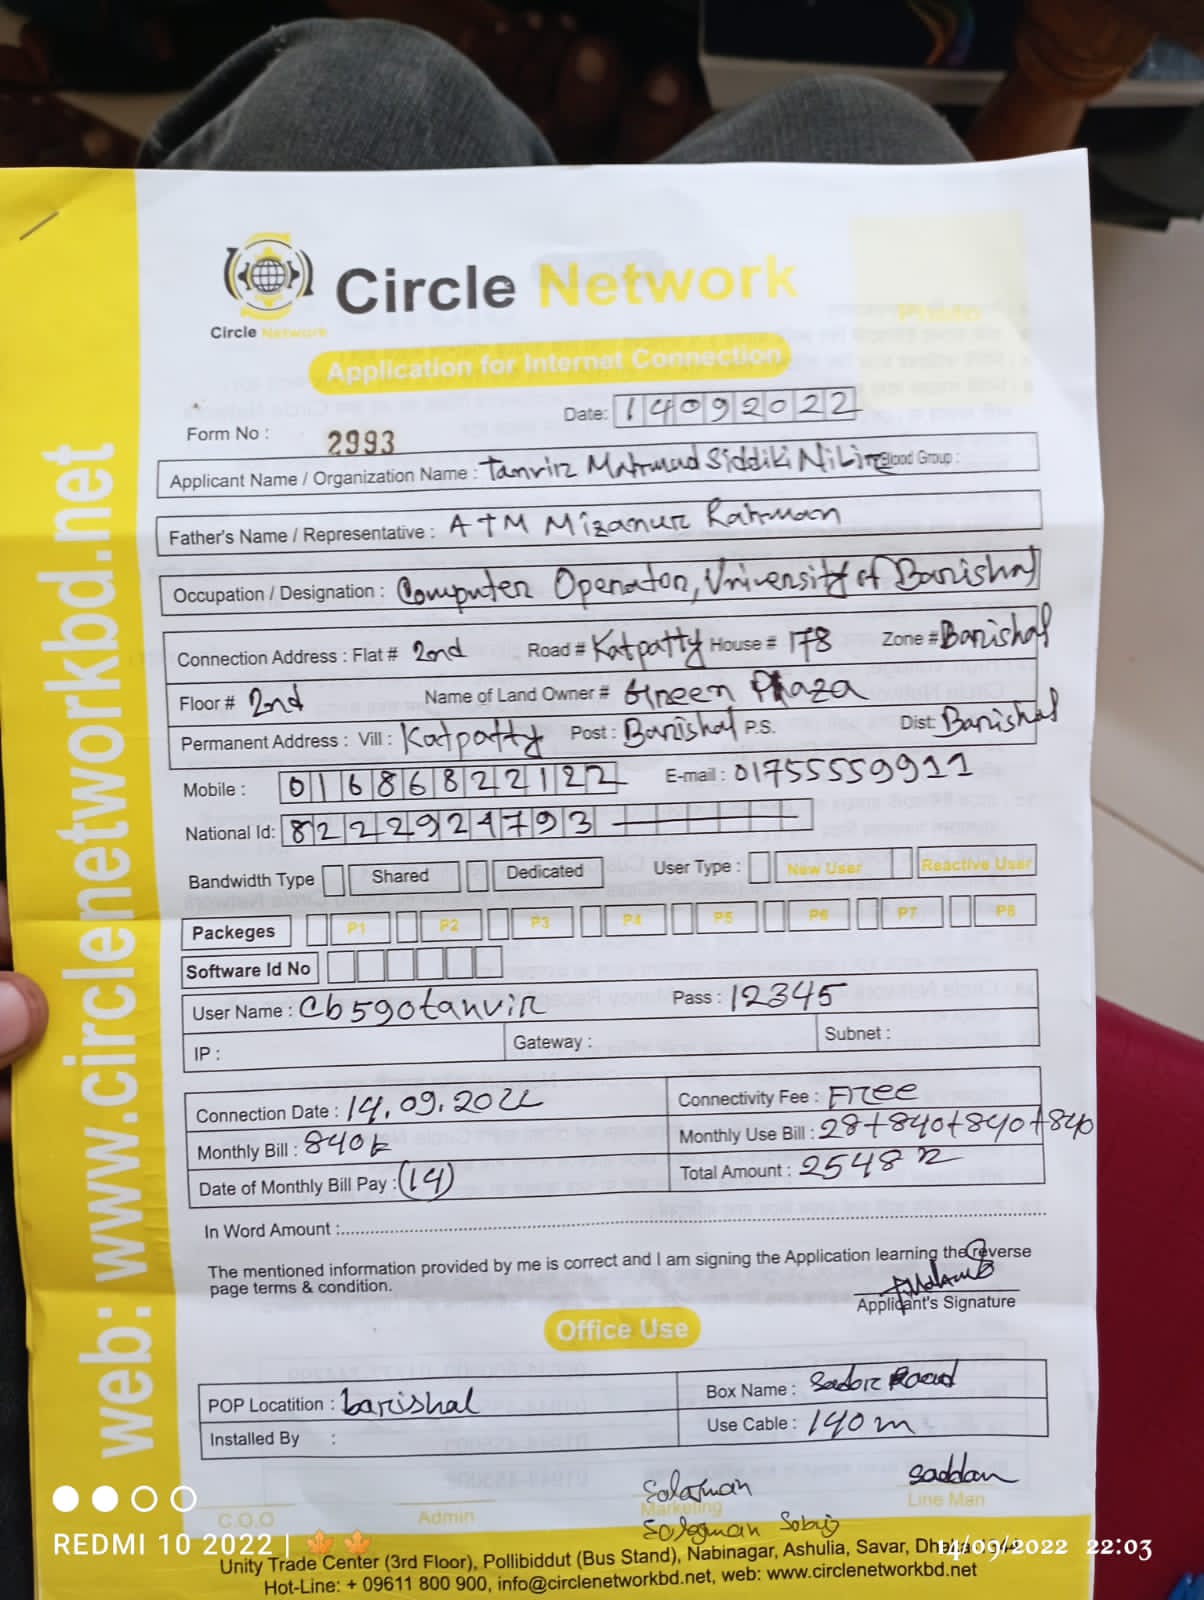 Circle Network
Circle Network
Application for Internet Connection
Photo
Date: 14092022
Form No : 2993
Applicant Name / Organization Name : Tanvir Mahmud Siddiki Nibir Blood Group :
Father's Name / Representative : ATM Mizanur Rahman
Occupation / Designation : Computer Operator, University of Barishal
Connection Address : Flat # 2nd Road # Katpatty House # 178 Zone # Barishal
Floor # 2nd Name of Land Owner # Green Plaza
Permanent Address : Vill : Katpatty Post : Barishal P.S. Dist: Barishal
Mobile : 01686822122 E-mail : 01755559911
National Id: 8222921793
Bandwidth Type Shared Dedicated User Type : New User Reactive User
Packeges P1 P2 P3 P4 P5 P6 P7 P8
Software Id No
User Name : Cb590tanvir Pass : 12345
IP : Gateway : Subnet :
Connection Date : 14.09.2022 Connectivity Fee : Free
Monthly Bill : 840 Monthly Use Bill : 28+840+840+840
Date of Monthly Bill Pay : (14) Total Amount : 2548
In Word Amount :
The mentioned information provided by me is correct and I am signing the Application learning the reverse
page terms & condition.
Applicant's Signature
Office Use
POP Locatition : barishal Box Name : Sador Road
Installed By : Use Cable : 140m
Solayman saddam
C.O.O Admin Marketing Line Man
Unity Trade Center (3rd Floor), Pollibiddut (Bus Stand), Nabinagar, Ashulia, Savar,
Hot-Line: + 09611 800 900, info@circlenetworkbd.net, web: www.circlenetworkbd.net
web: www.circlenetworkbd.net
REDMI 10 2022 |
14/09/2022 22:03